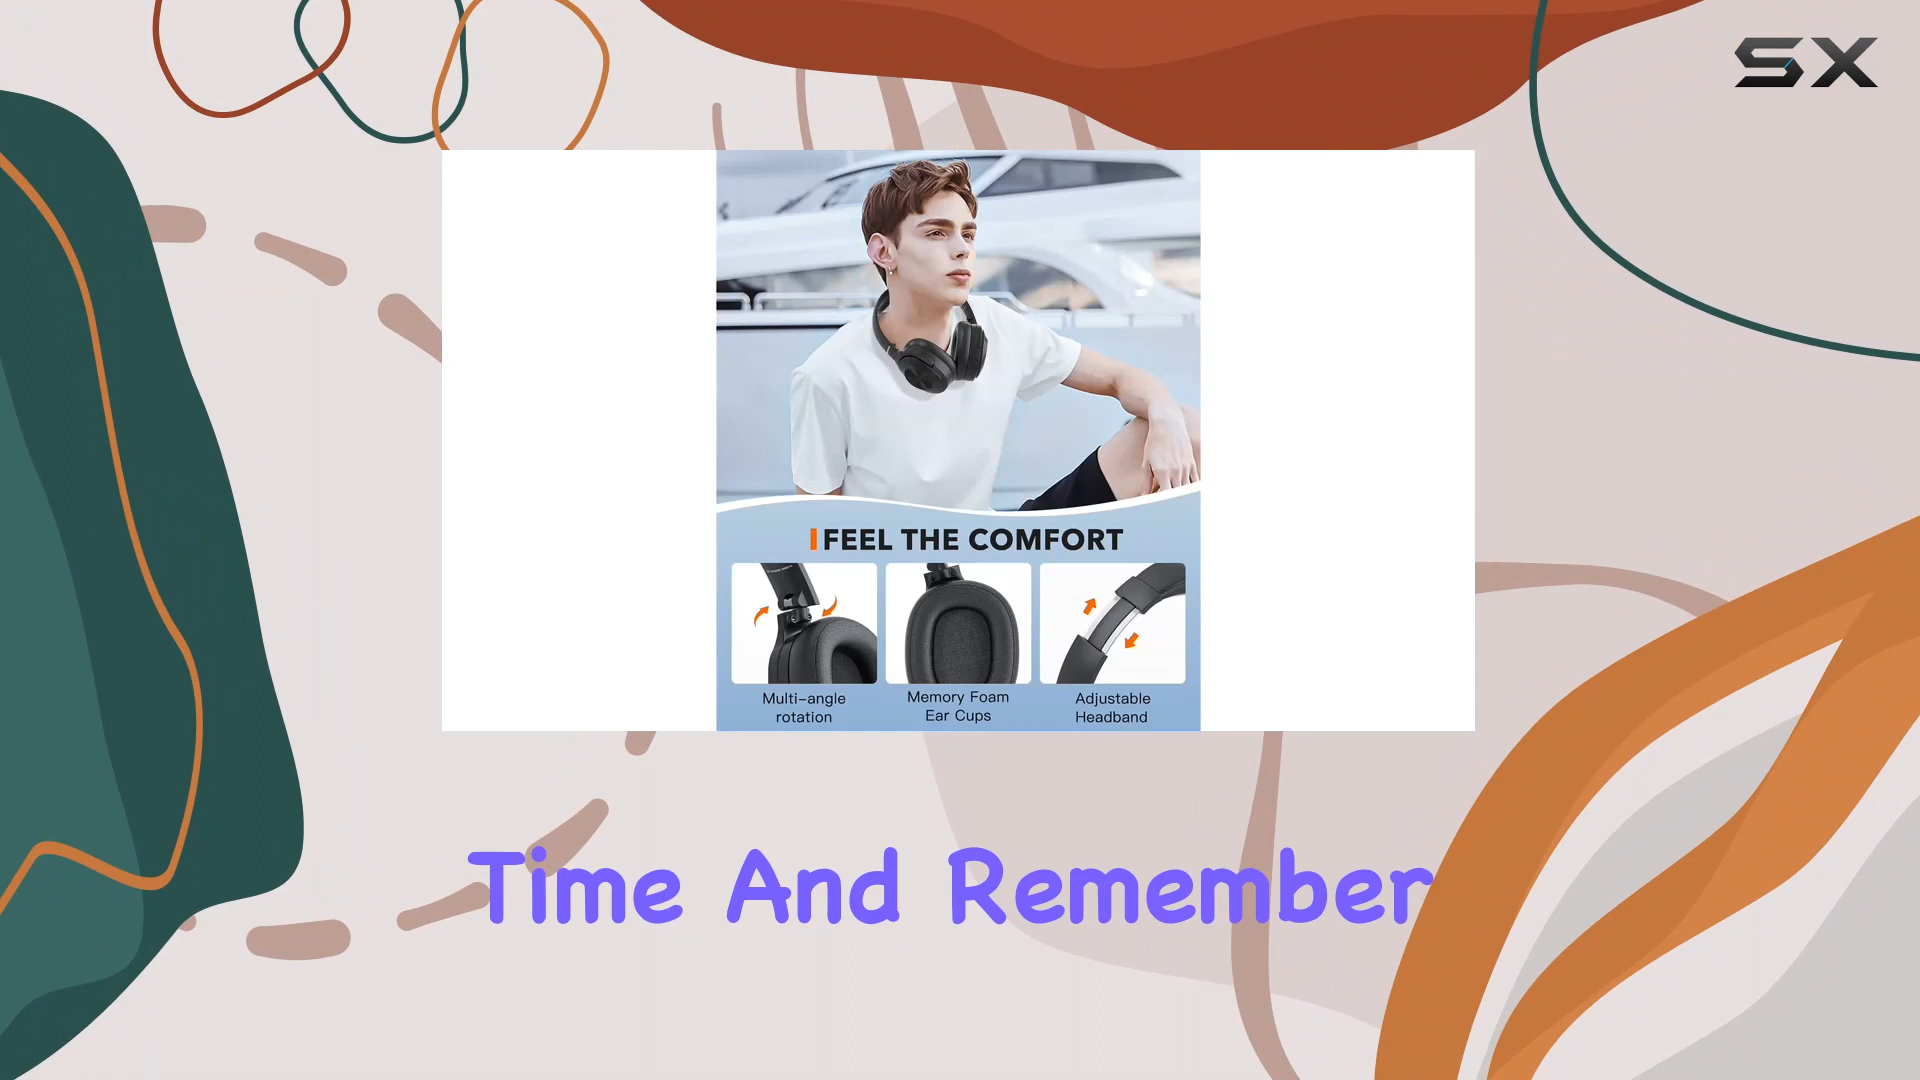 SX
FEEL THE COMFORT
Multi-angle
rotation
Memory Foam
Ear Cups
Adjustable
Headband
Time And Remember